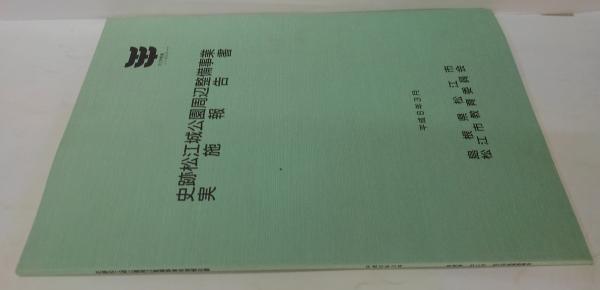 史跡松江城公園周辺整備事業
実施報告書
平成8年3月
島根県松江市
松江市教育委員会